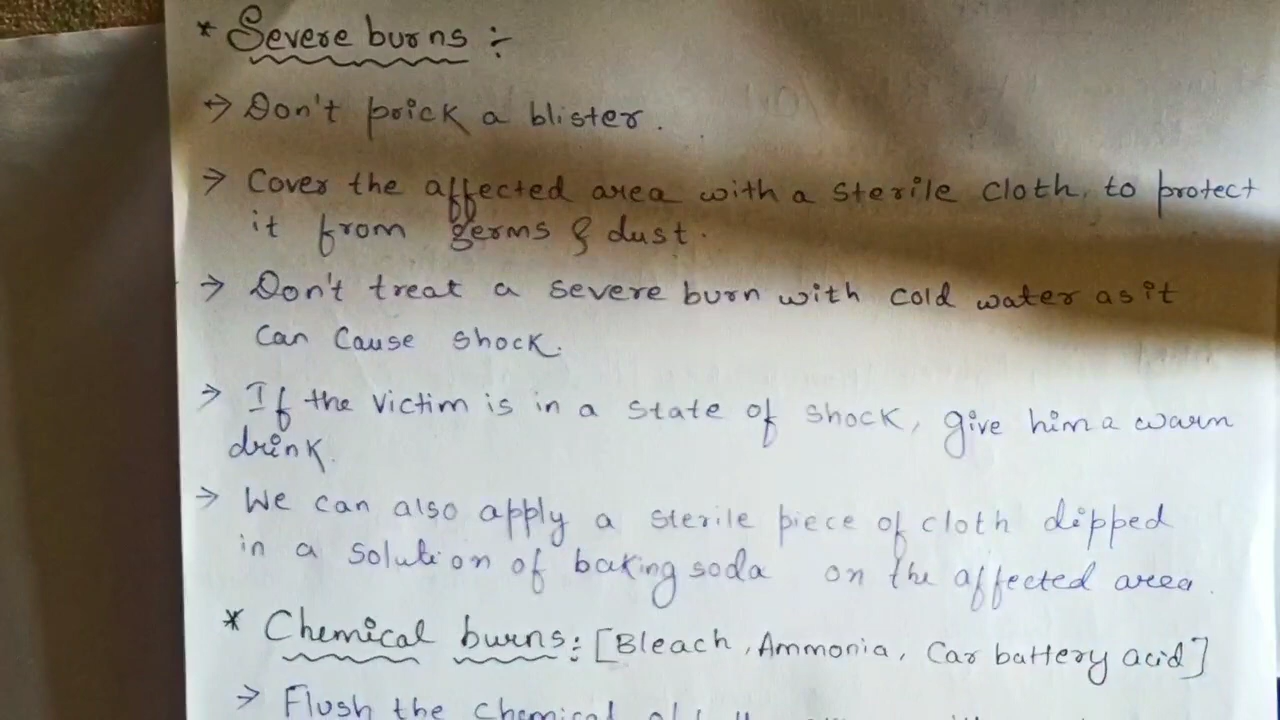 * Severe burns :-
→ Don't prick a blister.
→ Cover the affected area with a sterile cloth, to protect
it from germs & dust.
→ Don't treat a severe burn with cold water as it
can cause shock.
→ If the victim is in a state of shock, give him a warm
drink.
→ We can also apply a sterile piece of cloth dipped
in a solution of baking soda on the affected area.
* Chemical burns: [Bleach, Ammonia, Car battery acid]
→ Flush the chemical